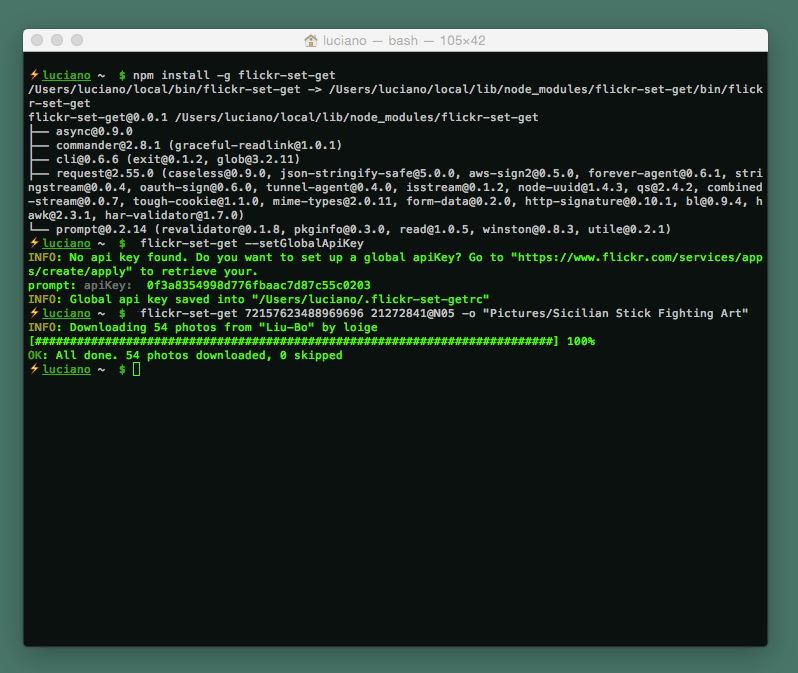 luciano — bash — 105×42
⚡luciano ~  $ npm install -g flickr-set-get
/Users/luciano/local/bin/flickr-set-get -> /Users/luciano/local/lib/node_modules/flickr-set-get/bin/flick
r-set-get
flickr-set-get@0.0.1 /Users/luciano/local/lib/node_modules/flickr-set-get
├── async@0.9.0
├── commander@2.8.1 (graceful-readlink@1.0.1)
├── cli@0.6.6 (exit@0.1.2, glob@3.2.11)
├── request@2.55.0 (caseless@0.9.0, json-stringify-safe@5.0.0, aws-sign2@0.5.0, forever-agent@0.6.1, stri
ngstream@0.0.4, oauth-sign@0.6.0, tunnel-agent@0.4.0, isstream@0.1.2, node-uuid@1.4.3, qs@2.4.2, combined
-stream@0.0.7, tough-cookie@1.1.0, mime-types@2.0.11, form-data@0.2.0, http-signature@0.10.1, bl@0.9.4, h
awk@2.3.1, har-validator@1.7.0)
└── prompt@0.2.14 (revalidator@0.1.8, pkginfo@0.3.0, read@1.0.5, winston@0.8.3, utile@0.2.1)
⚡luciano ~  $  flickr-set-get --setGlobalApiKey
INFO: No api key found. Do you want to set up a global apiKey? Go to "https://www.flickr.com/services/app
s/create/apply" to retrieve your.
prompt: apiKey:  0f3a8354998d776fbaac7d87c55c0203
INFO: Global api key saved into "/Users/luciano/.flickr-set-getrc"
⚡luciano ~  $  flickr-set-get 72157623488969696 21272841@N05 -o "Pictures/Sicilian Stick Fighting Art"
INFO: Downloading 54 photos from "Liu-Bo" by loige
[##########################################################################] 100%
OK: All done. 54 photos downloaded, 0 skipped
⚡luciano ~  $